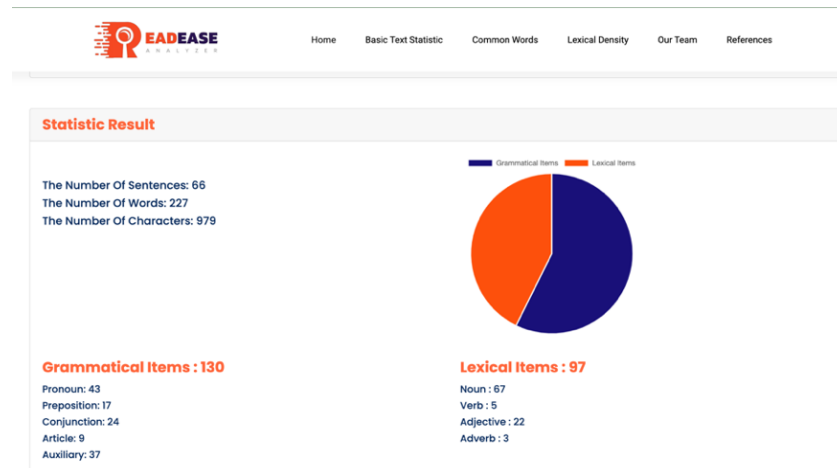 READEASE
ANALYZER
Home
Basic Text Statistic
Common Words
Lexical Density
Our Team
References
Statistic Result
The Number Of Sentences: 66
The Number Of Words: 227
The Number Of Characters: 979
Grammatical Items
Lexical Items
Grammatical Items : 130
Pronoun: 43
Preposition: 17
Conjunction: 24
Article: 9
Auxiliary: 37
Lexical Items : 97
Noun : 67
Verb : 5
Adjective : 22
Adverb : 3